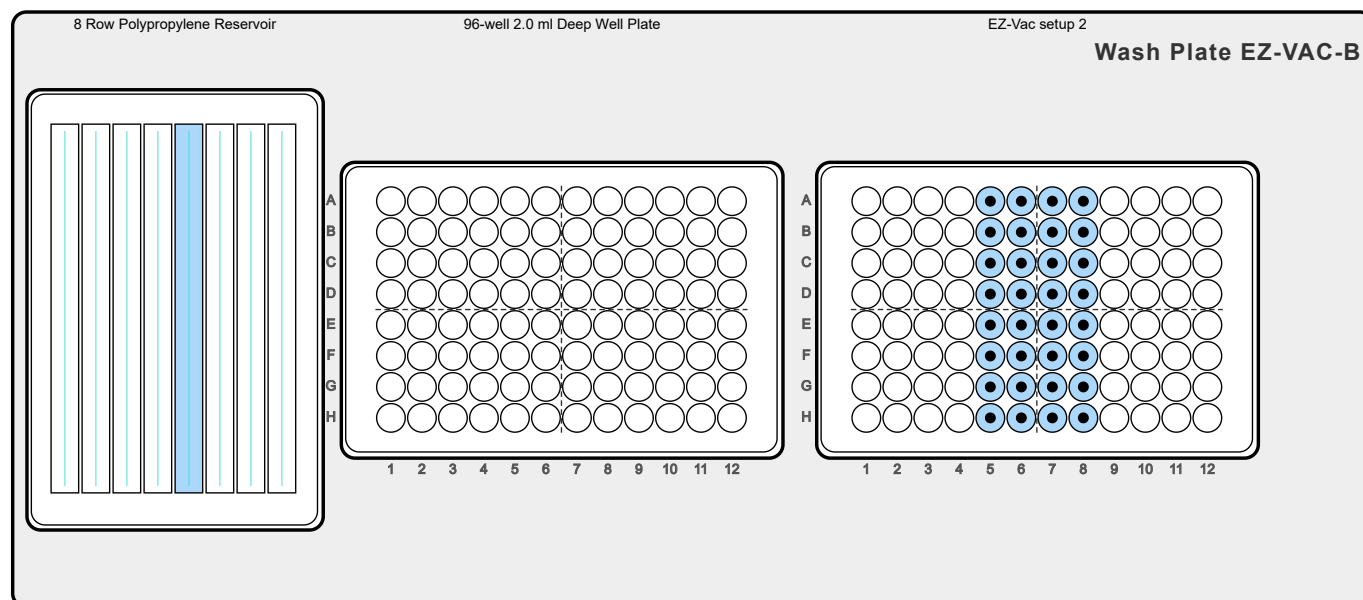 8 Row Polypropylene Reservoir
96-well 2.0 ml Deep Well Plate
EZ-Vac setup 2
Wash Plate EZ-VAC-B
A
B
C
D
E
F
G
H
1 2 3 4 5 6 7 8 9 10 11 12
A
B
C
D
E
F
G
H
1 2 3 4 5 6 7 8 9 10 11 12